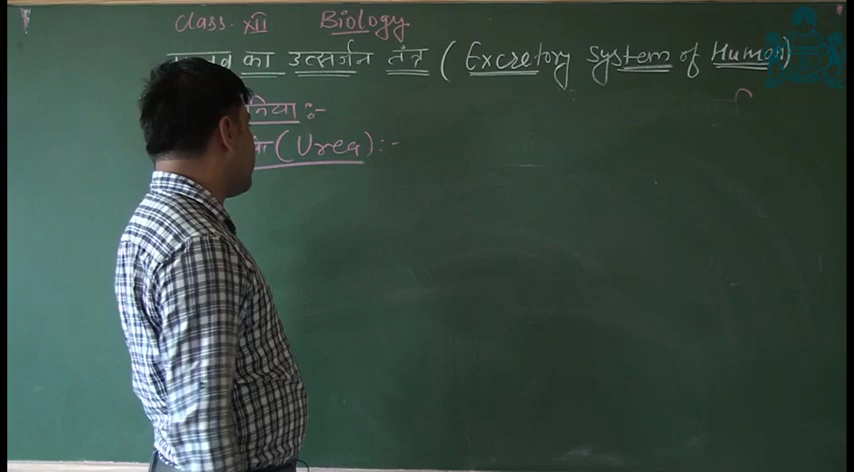 Class. XII Biology
का उत्सर्जन तंत्र ( Excretory System of Human)
निया :-
(Urea) :-